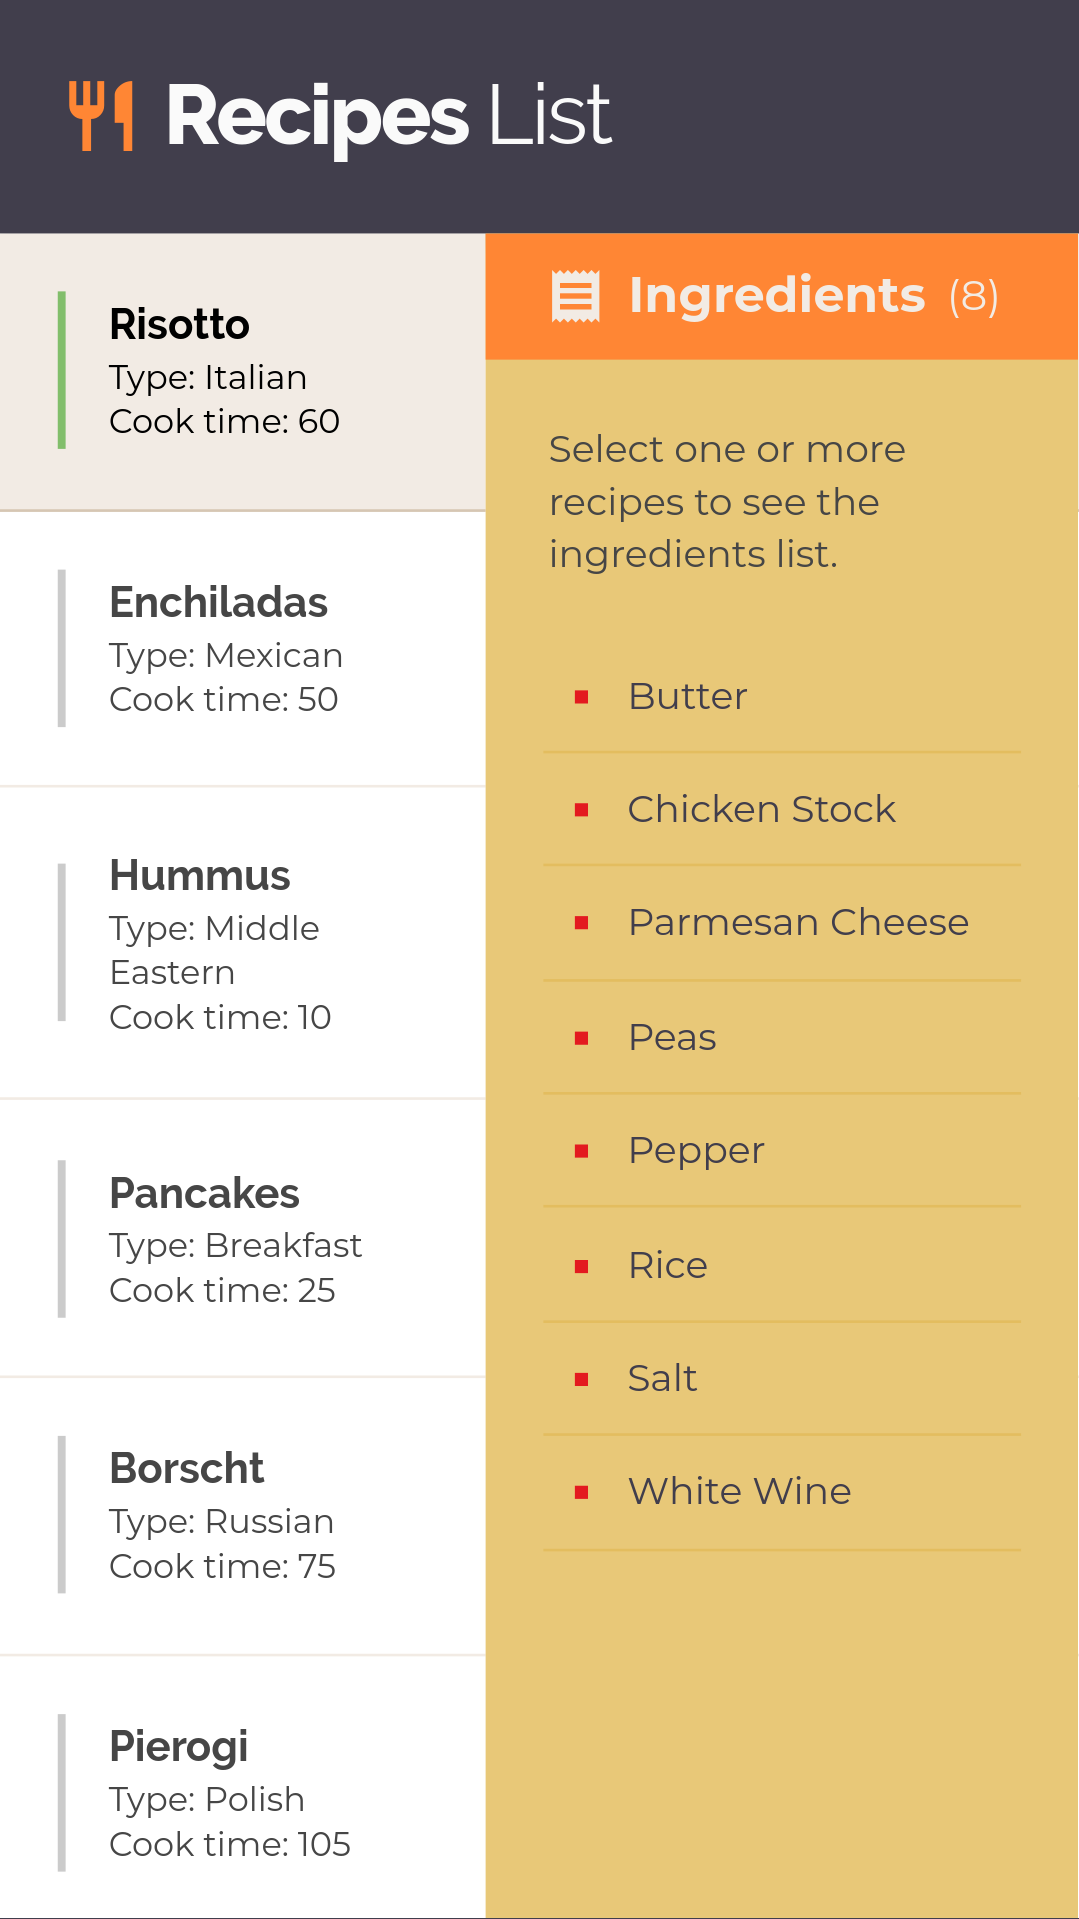 Recipes List
Risotto
Type: Italian
Cook time: 60
Enchiladas
Type: Mexican
Cook time: 50
Hummus
Type: Middle
Eastern
Cook time: 10
Pancakes
Type: Breakfast
Cook time: 25
Borscht
Type: Russian
Cook time: 75
Pierogi
Type: Polish
Cook time: 105
Ingredients (8)
Select one or more
recipes to see the
ingredients list.
Butter
Chicken Stock
Parmesan Cheese
Peas
Pepper
Rice
Salt
White Wine